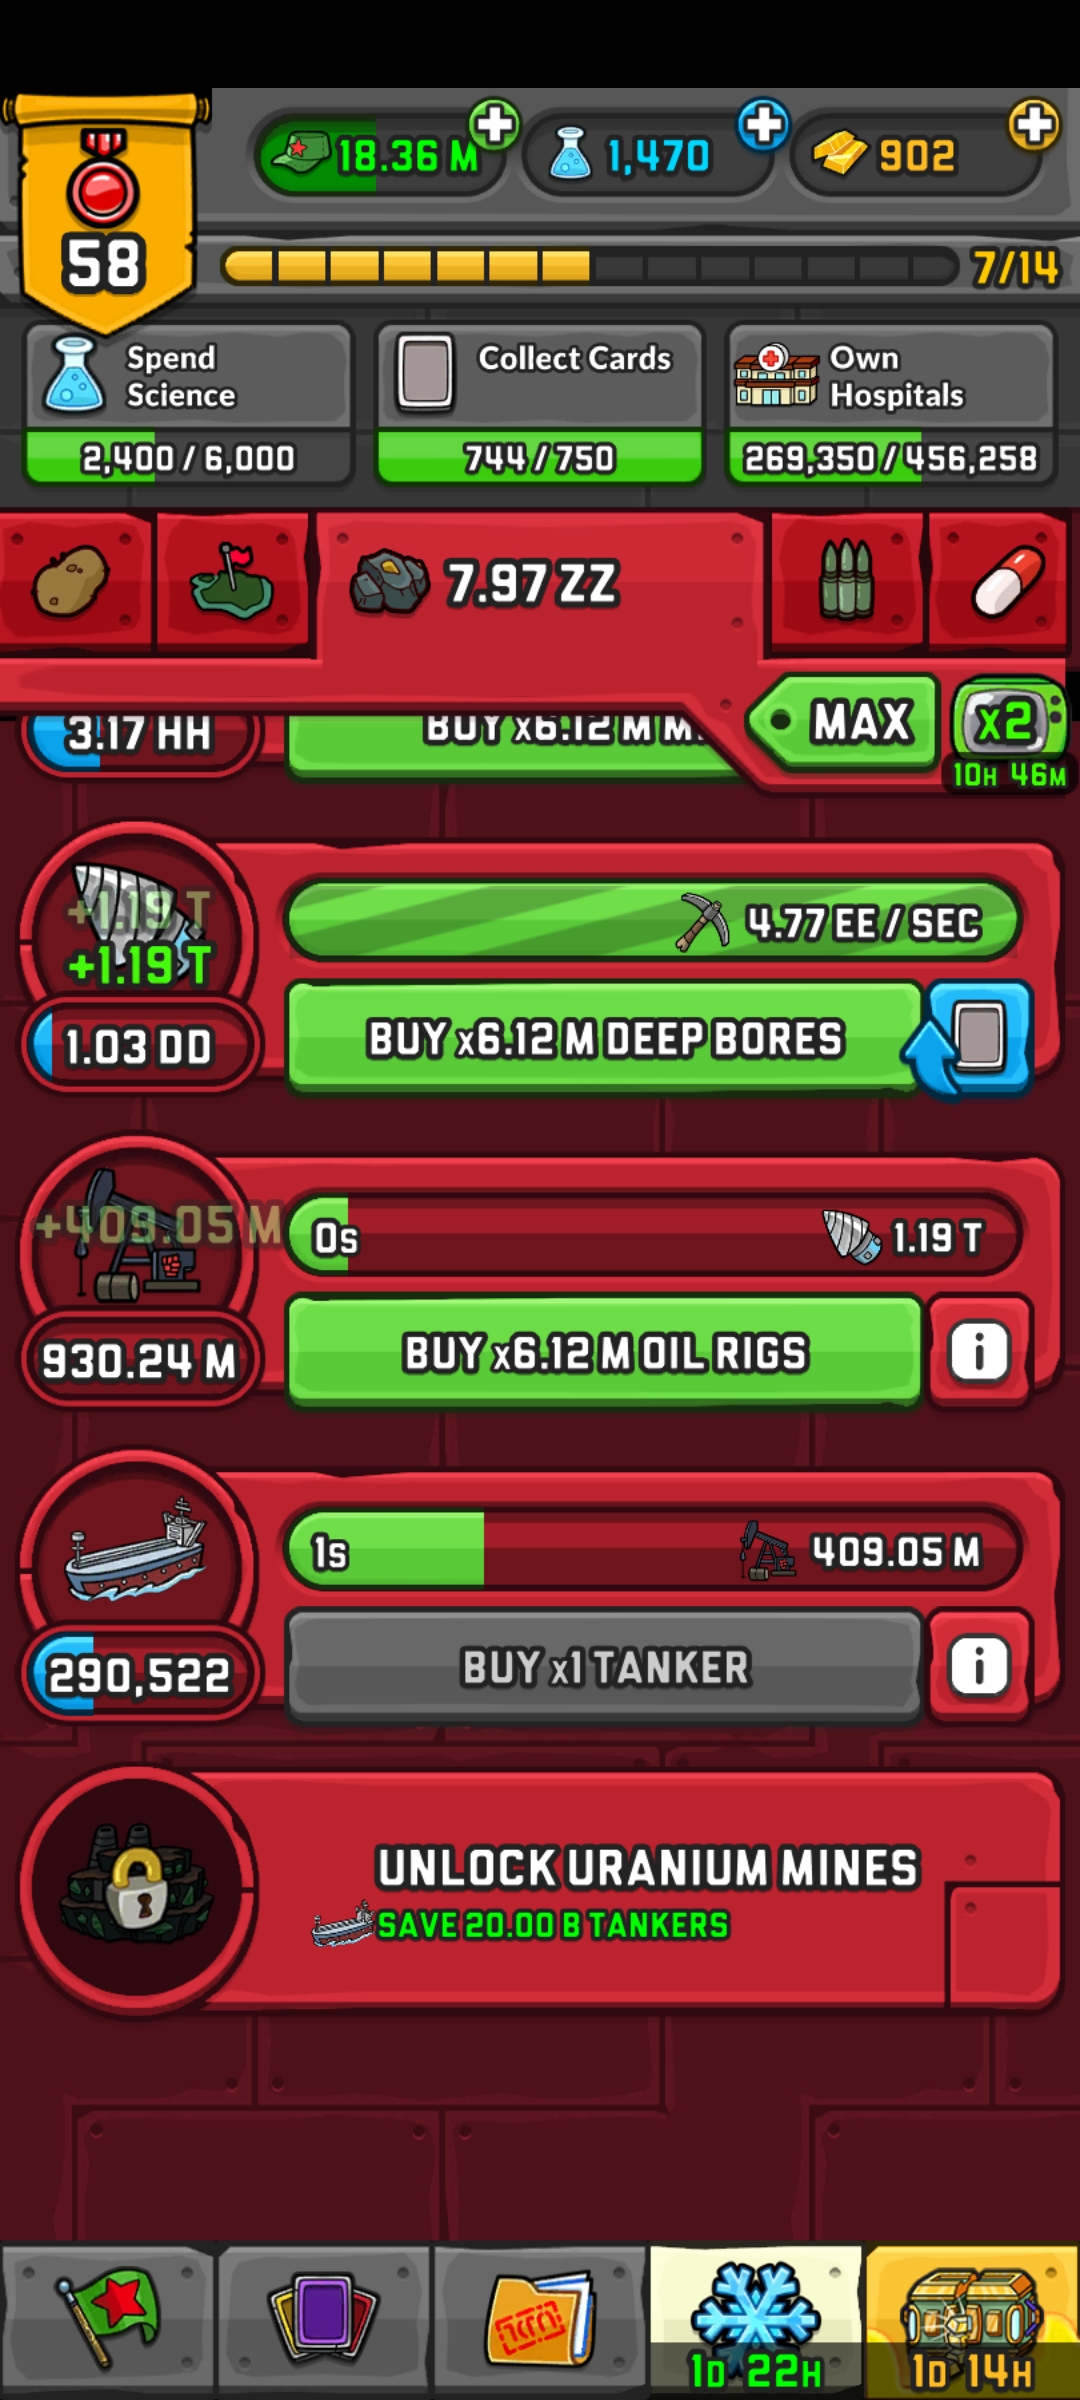 18.36 M
1,470
902
58
7/14
Spend
Science
2,400 / 6,000
Collect Cards
744 / 750
Own
Hospitals
269,350 / 456,258
7.97 ZZ
MAX
x2
10H 46M
3.17 HH
BUY x6.12 M
+1.19 T
+1.19 T
4.77 EE / SEC
1.03 DD
BUY x6.12 M DEEP BORES
+409.05 M
0s
1.19 T
930.24 M
BUY x6.12 M OIL RIGS
i
1s
409.05 M
290,522
BUY x1 TANKER
i
UNLOCK URANIUM MINES
SAVE 20.00 B TANKERS
1D 22H
1D 14H